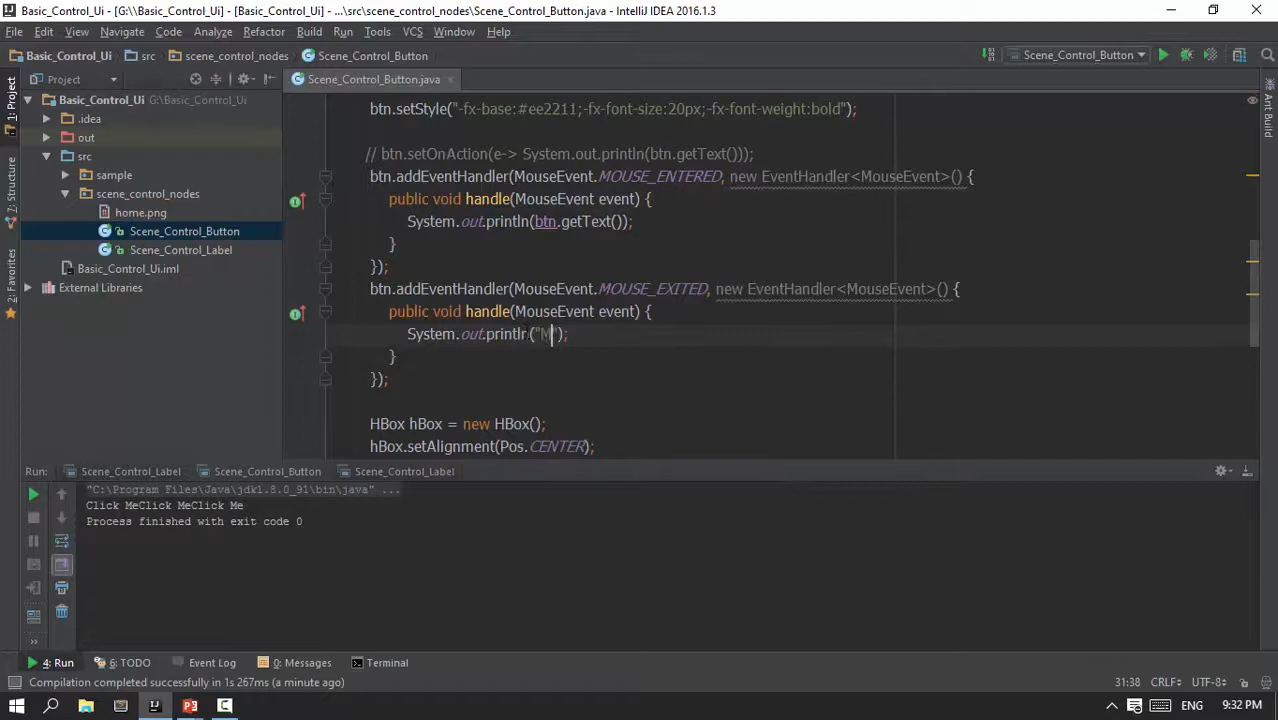 Basic_Control_Ui - [G:\\Basic_Control_Ui] - [Basic_Control_Ui] - ...\src\scene_control_nodes\Scene_Control_Button.java - IntelliJ IDEA 2016.1.3
File Edit View Navigate Code Analyze Refactor Build Run Tools VCS Window Help
Basic_Control_Ui src scene_control_nodes Scene_Control_Button Scene_Control_Button
Project Scene_Control_Button.java
1: Project
7: Structure
2: Favorites
Ant Build
Basic_Control_Ui G:\Basic_Control_Ui
.idea
out
src
sample
scene_control_nodes
home.png
Scene_Control_Button
Scene_Control_Label
Basic_Control_Ui.iml
External Libraries
btn.setStyle("-fx-base:#ee2211;-fx-font-size:20px;-fx-font-weight:bold");
// btn.setOnAction(e-> System.out.println(btn.getText()));
btn.addEventHandler(MouseEvent.MOUSE_ENTERED, new EventHandler<MouseEvent>() {
public void handle(MouseEvent event) {
System.out.println(btn.getText());
}
});
btn.addEventHandler(MouseEvent.MOUSE_EXITED, new EventHandler<MouseEvent>() {
public void handle(MouseEvent event) {
System.out.println("M");
}
});
HBox hBox = new HBox();
hBox.setAlignment(Pos.CENTER);
Run: Scene_Control_Label Scene_Control_Button Scene_Control_Label
"C:\Program Files\Java\jdk1.8.0_91\bin\java" ...
Click MeClick MeClick Me
Process finished with exit code 0
4: Run 6: TODO Event Log 0: Messages Terminal
Compilation completed successfully in 1s 267ms (a minute ago) 31:38 CRLF UTF-8
ENG 9:32 PM